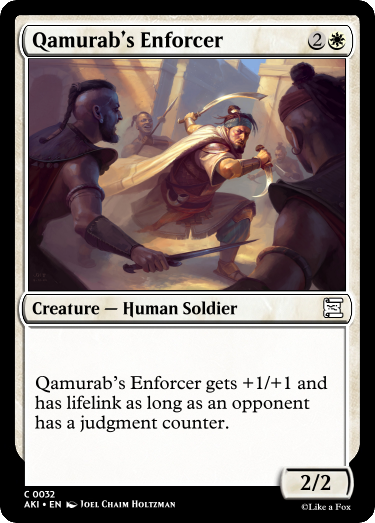 Qamurab's Enforcer 2
Creature — Human Soldier
Qamurab's Enforcer gets +1/+1 and
has lifelink as long as an opponent
has a judgment counter.
2/2
C 0032
AKI • EN Joel Chaim Holtzman
©Like a Fox